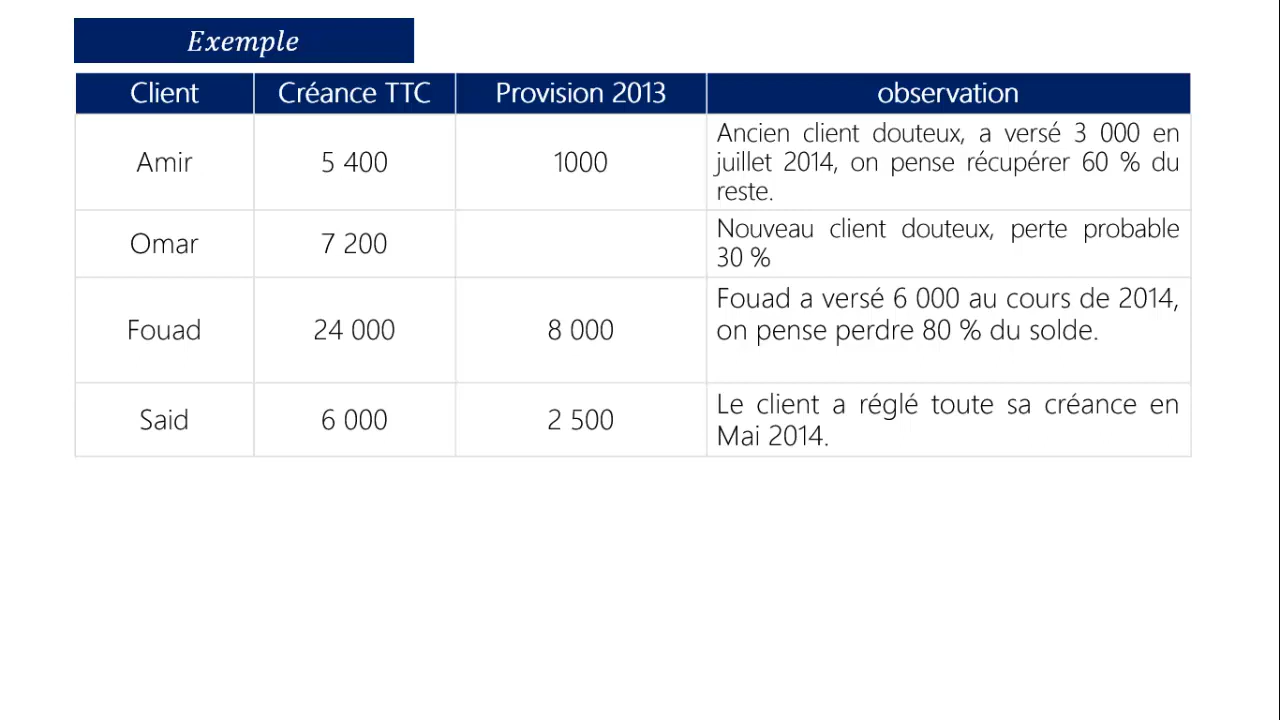 Exemple
Client Créance TTC Provision 2013 observation
Amir 5 400 1000 Ancien client douteux, a versé 3 000 en
juillet 2014, on pense récupérer 60 % du
reste.
Omar 7 200 Nouveau client douteux, perte probable
30 %
Fouad 24 000 8 000 Fouad a versé 6 000 au cours de 2014,
on pense perdre 80 % du solde.
Said 6 000 2 500 Le client a réglé toute sa créance en
Mai 2014.